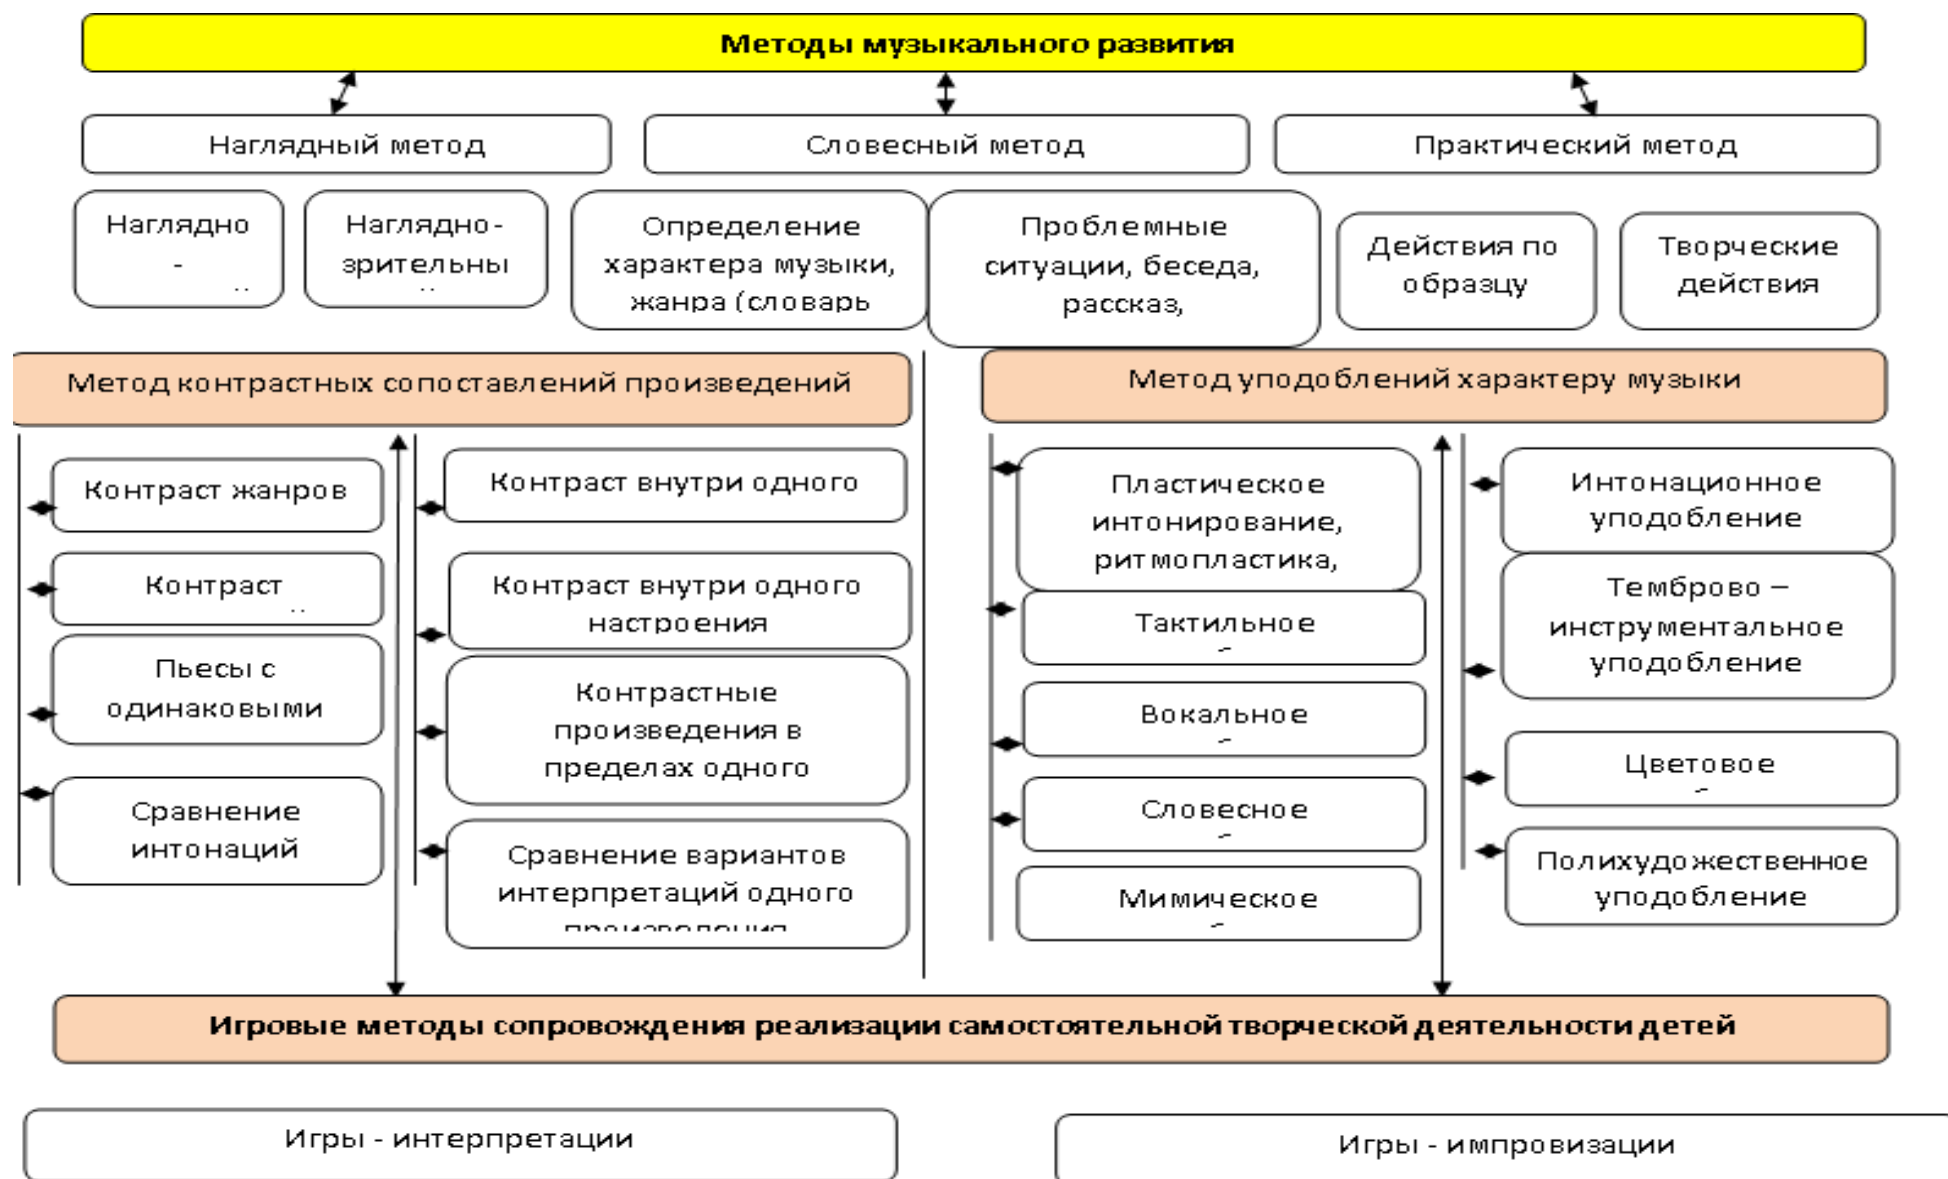 Методы музыкального развития
Наглядный метод
Словесный метод
Практический метод
Наглядно
-
Наглядно-
зрительны
Определение
характера музыки,
жанра (словарь
Проблемные
ситуации, беседа,
рассказ,
Действия по
образцу
Творческие
действия
Метод контрастных сопоставлений произведений
Метод уподоблений характеру музыки
Контраст жанров
Контраст
Пьесы с
одинаковыми
Сравнение
интонаций
Контраст внутри одного
Контраст внутри одного
настроения
Контрастные
произведения в
пределах одного
Сравнение вариантов
интерпретаций одного
произведения
Пластическое
интонирование,
ритмопластика,
Тактильное
Вокальное
Словесное
Мимическое
Интонационное
уподобление
Темброво –
инструментальное
уподобление
Цветовое
Полихудожественное
уподобление
Игровые методы сопровождения реализации самостоятельной творческой деятельности детей
Игры - интерпретации
Игры - импровизации